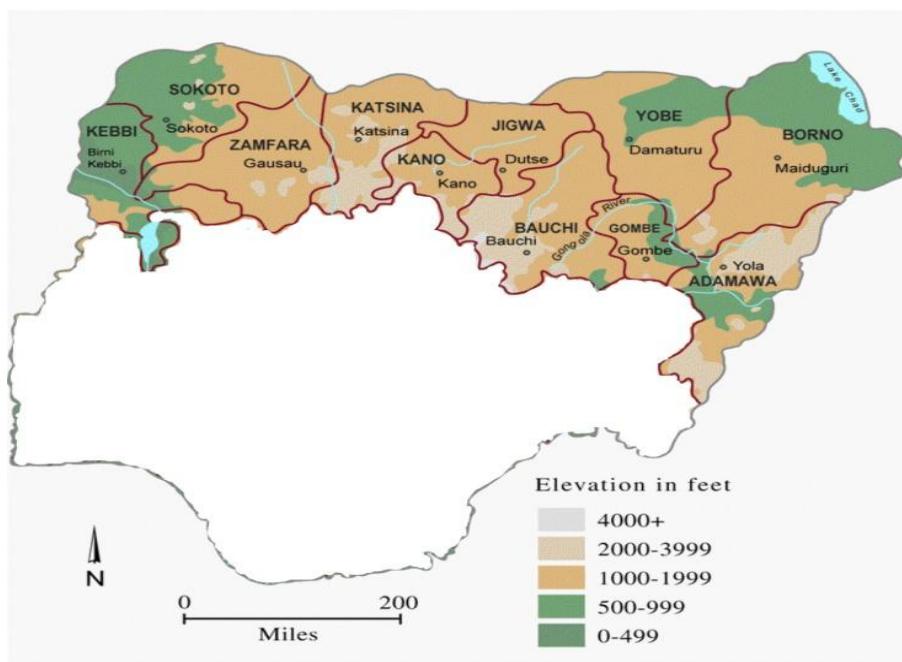 SOKOTO
Sokoto
KEBBI
Birni
Kebbi
ZAMFARA
Gausau
KATSINA
Katsina
KANO
Kano
JIGWA
Dutse
YOBE
Damaturu
BORNO
Maiduguri
Lake Chad
BAUCHI
Bauchi
Gongola River
GOMBE
Gombe
Yola
ADAMAWA
Elevation in feet
4000+
2000-3999
1000-1999
500-999
0-499
N
0 200
Miles